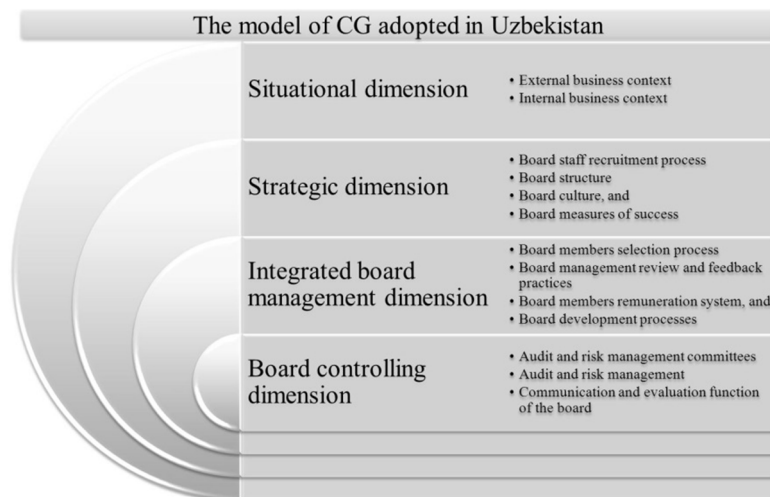 The model of CG adopted in Uzbekistan
Situational dimension
• External business context
• Internal business context
Strategic dimension
• Board staff recruitment process
• Board structure
• Board culture, and
• Board measures of success
Integrated board
management dimension
• Board members selection process
• Board management review and feedback
practices
• Board members remuneration system, and
• Board development processes
Board controlling
dimension
• Audit and risk management committees
• Audit and risk management
• Communication and evaluation function
of the board